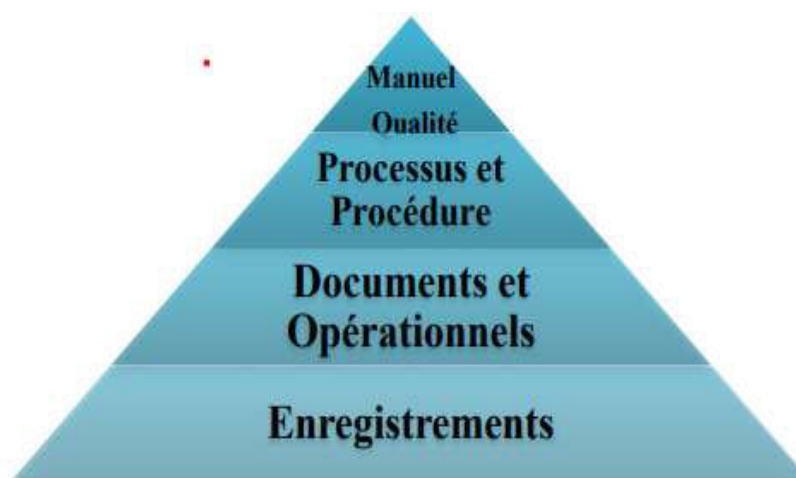 Manuel
Qualité
Processus et
Procédure
Documents et
Opérationnels
Enregistrements